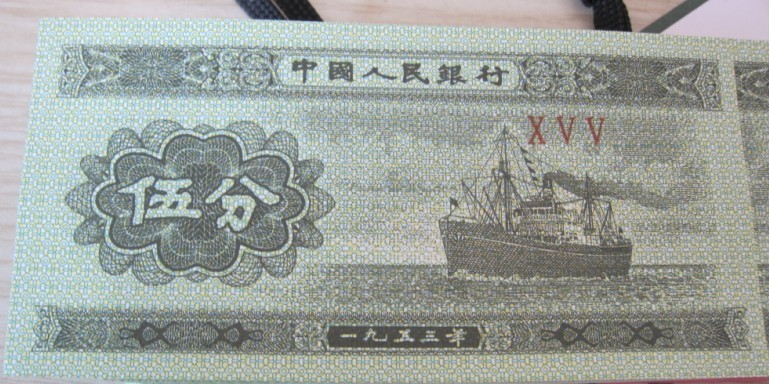 中國人民銀行
XVV
伍分
一九五三年